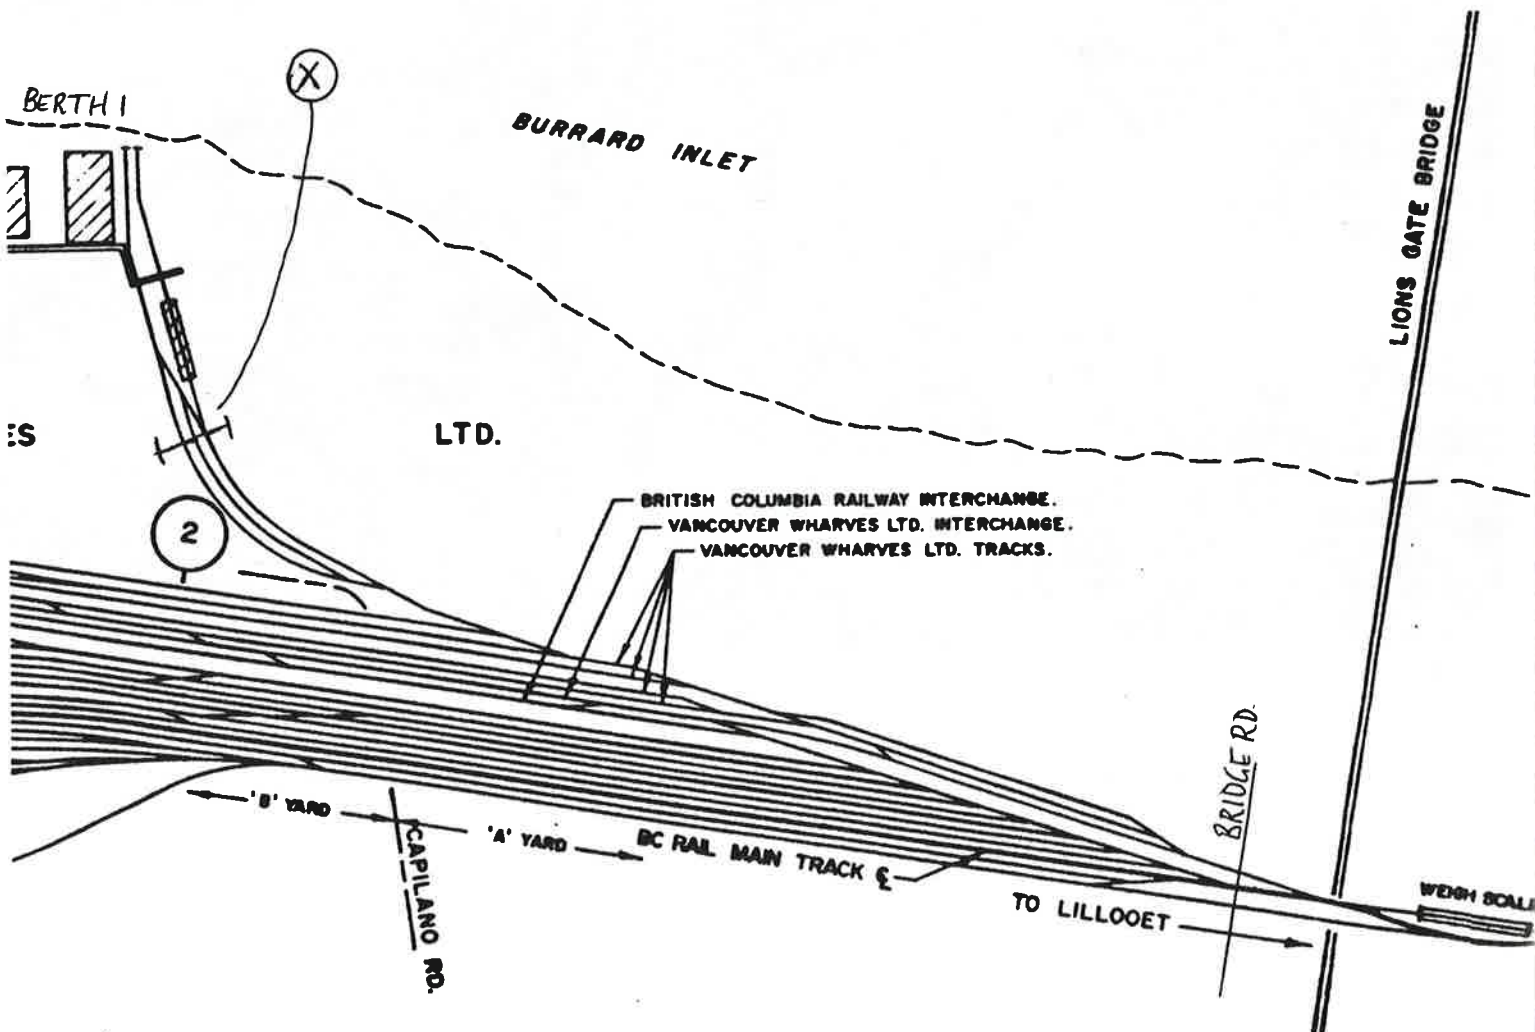 BERTH 1
X
BURRARD INLET
LIONS GATE BRIDGE
ES
LTD.
BRITISH COLUMBIA RAILWAY INTERCHANGE.
VANCOUVER WHARVES LTD. INTERCHANGE.
VANCOUVER WHARVES LTD. TRACKS.
2
BRIDGE RD.
'B' YARD
'A' YARD
BC RAIL MAIN TRACK ℄
CAPILANO RD.
TO LILLOOET
WEIGH SCALE